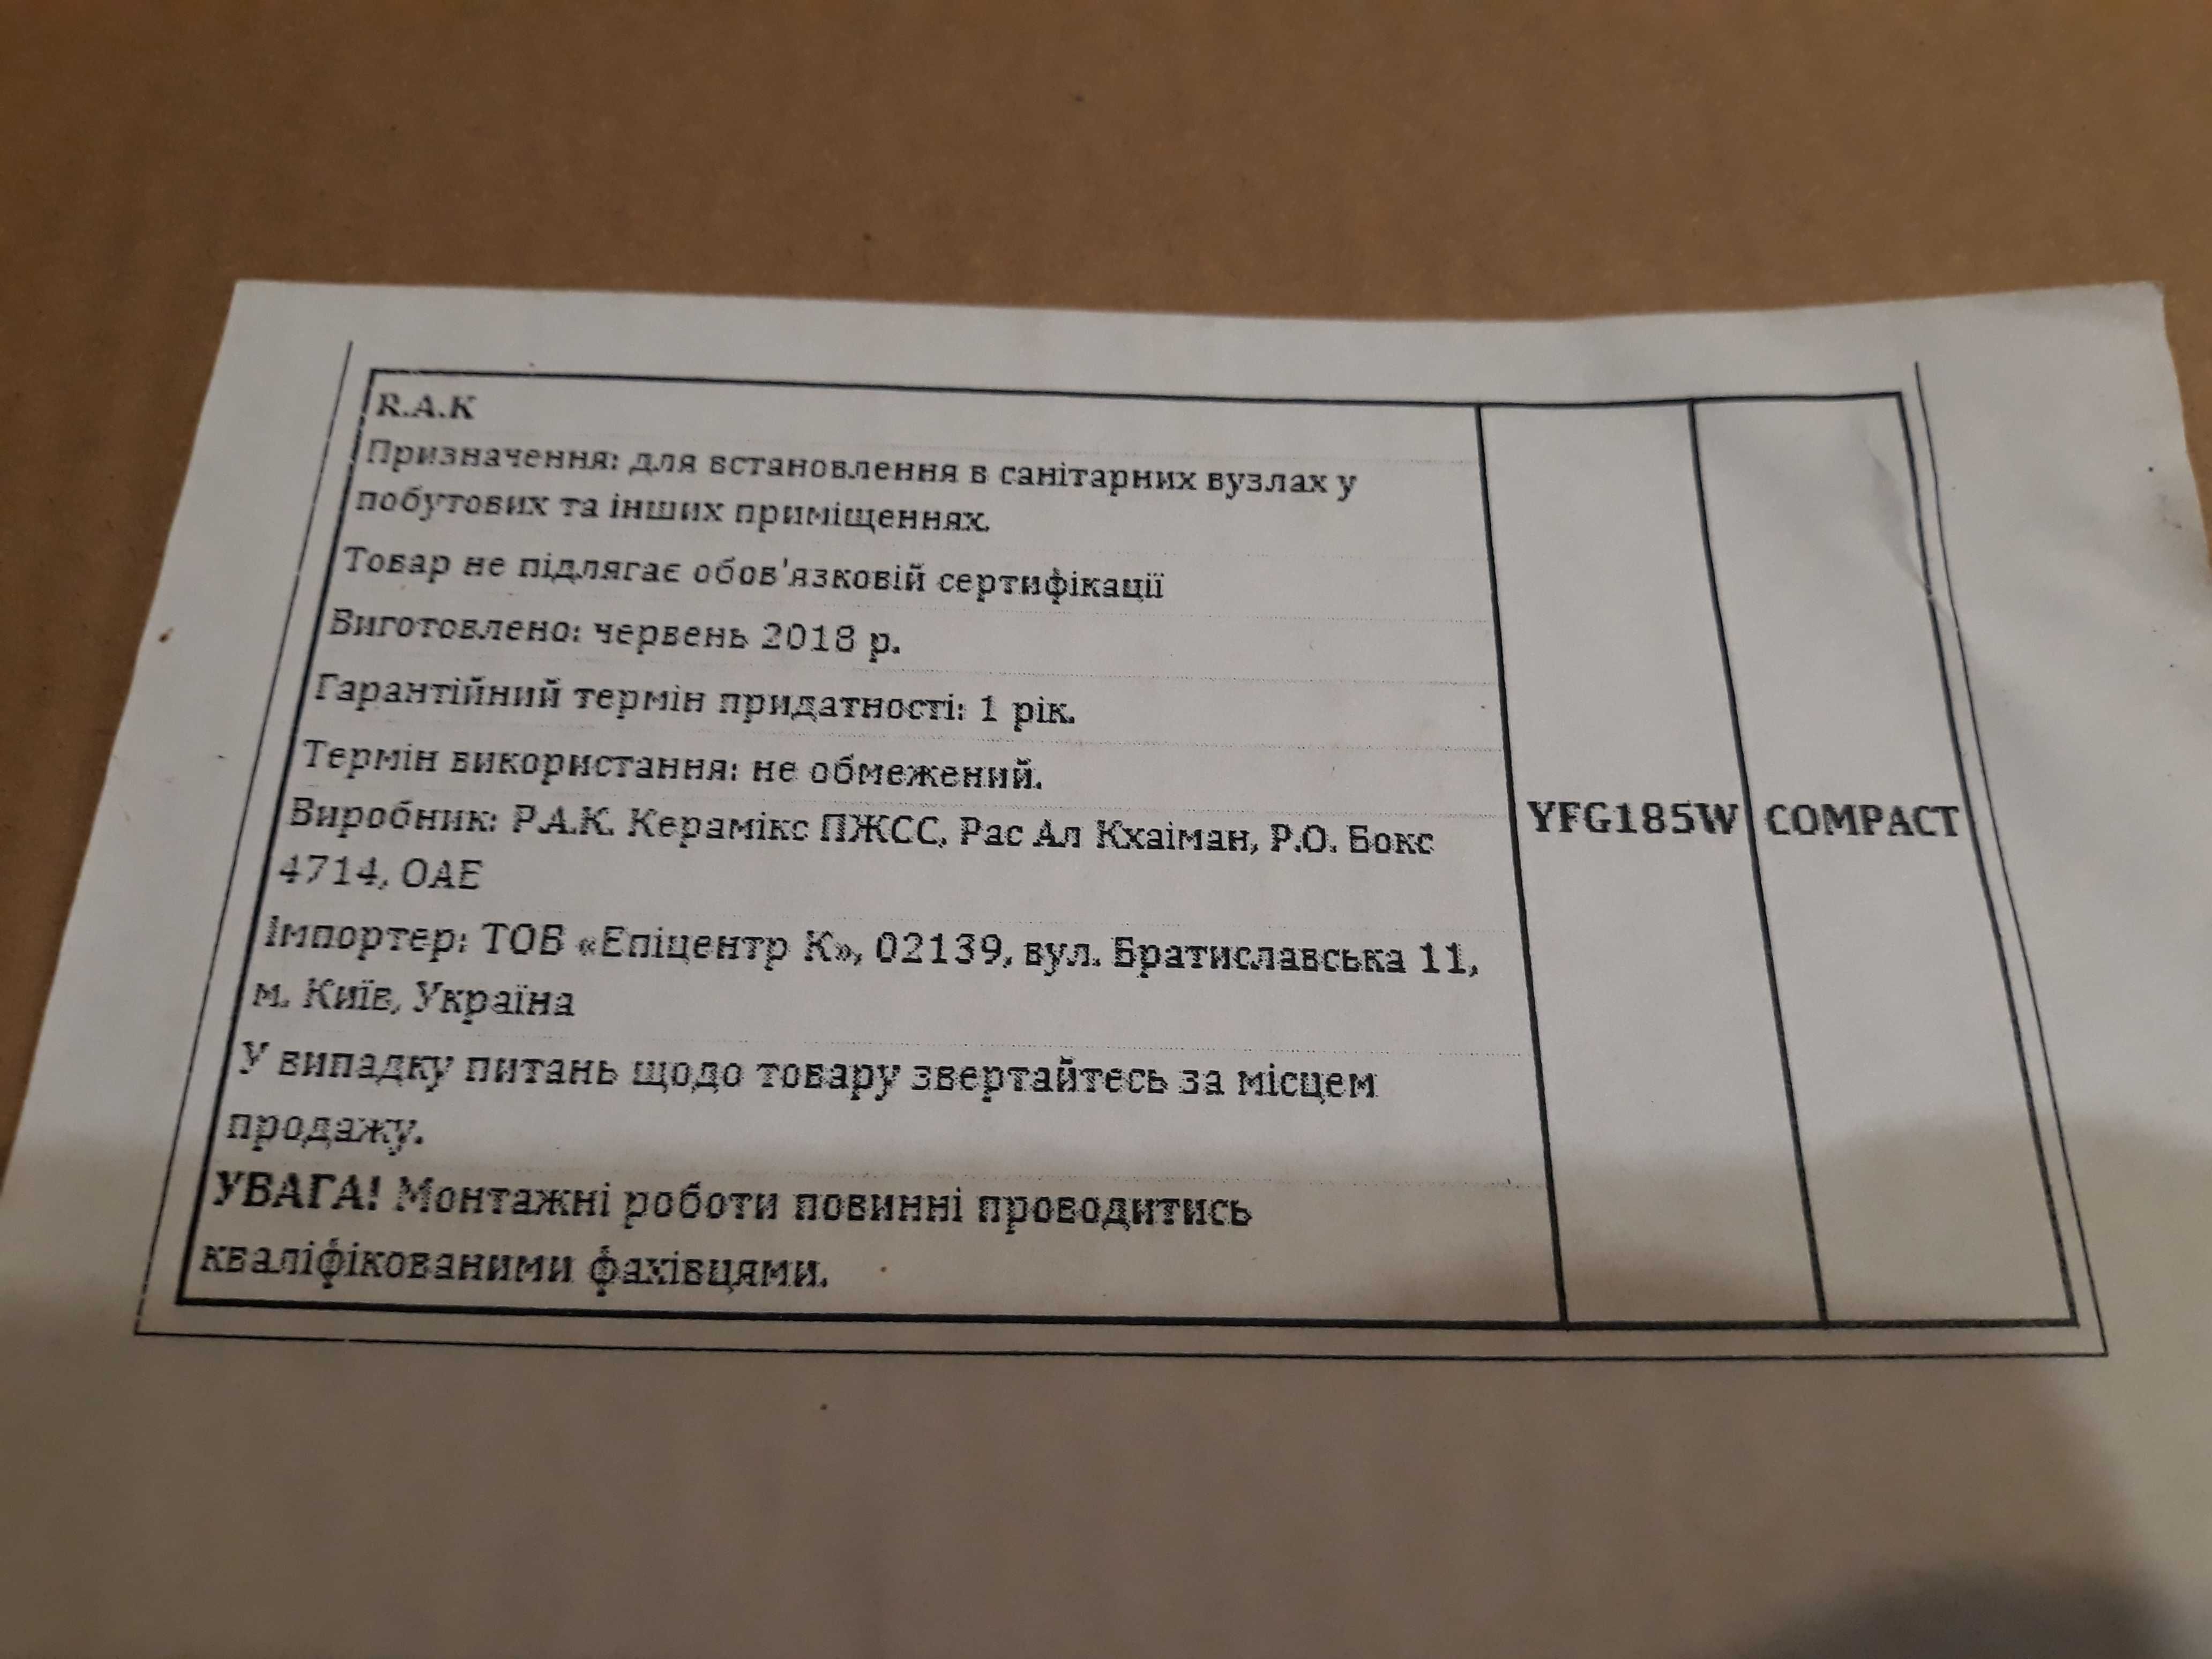 R.A.K
Призначення: для встановлення в санітарних вузлах у
побутових та інших приміщеннях.
Товар не підлягає обов'язковій сертифікації
Виготовлено: червень 2018 р.
Гарантійний термін придатності: 1 рік.
Термін використання: не обмежений.
Виробник: Р.А.К. Керамікс ПЖСС, Рас Ал Кхаіман, Р.О. Бокс
4714, ОАЕ
Імпортер: ТОВ «Епіцентр К», 02139, вул. Братиславська 11,
м. Київ, Україна
У випадку питань щодо товару звертайтесь за місцем
продажу.
УВАГА! Монтажні роботи повинні проводитись
кваліфікованими фахівцями.
YFG185W
COMPACT